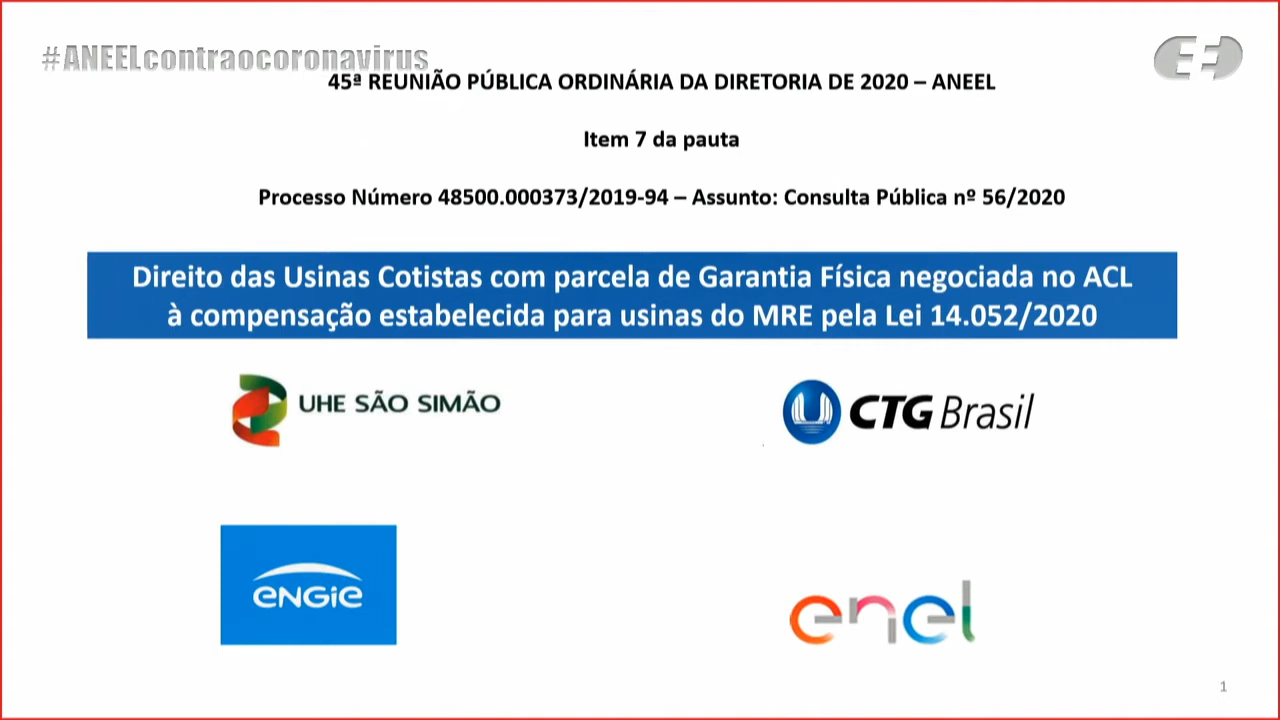 #ANEELcontraocoronavirus
45ª REUNIÃO PÚBLICA ORDINÁRIA DA DIRETORIA DE 2020 – ANEEL
Item 7 da pauta
Processo Número 48500.000373/2019-94 – Assunto: Consulta Pública nº 56/2020
Direito das Usinas Cotistas com parcela de Garantia Física negociada no ACL
à compensação estabelecida para usinas do MRE pela Lei 14.052/2020
UHE SÃO SIMÃO
CTG Brasil
ENGIE
enel
1